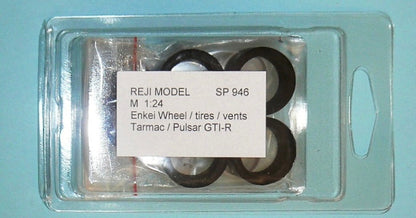 REJI MODEL SP 946
M 1:24
Enkei Wheel / tires / vents
Tarmac / Pulsar GTI-R